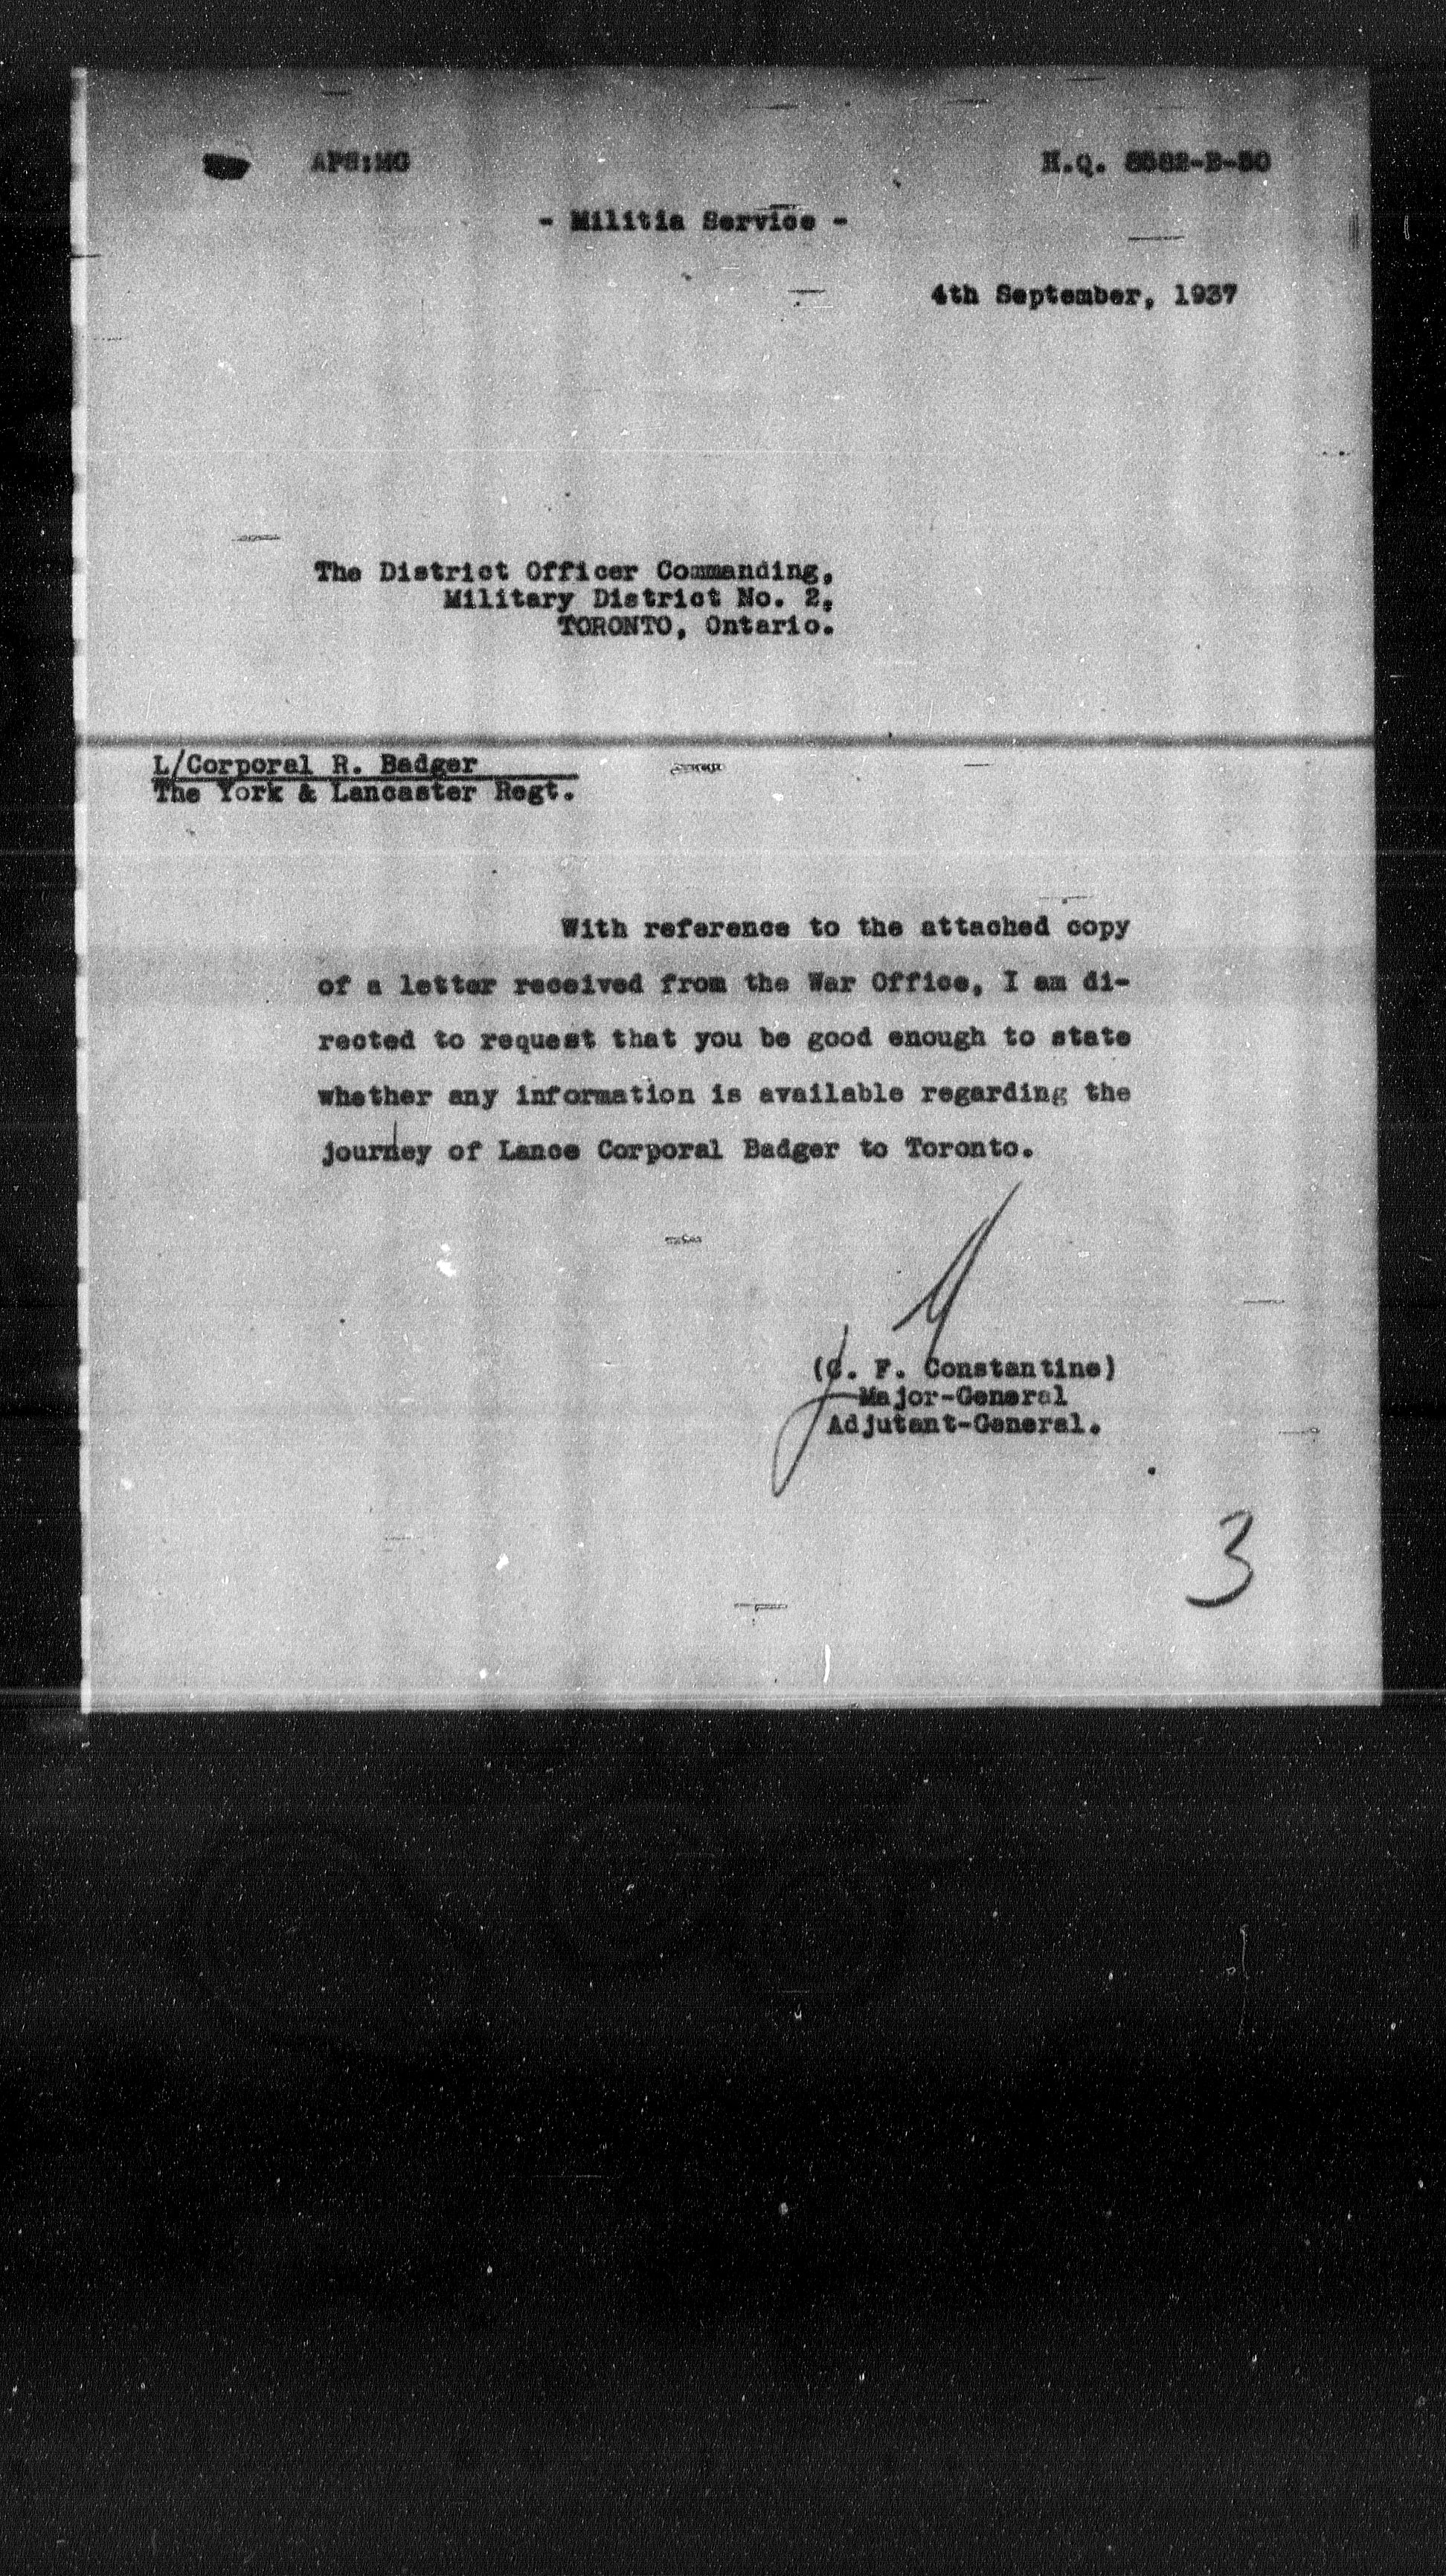 APS:MG H.Q. 8582-B-50
- Militia Service -
4th September, 1937
The District Officer Commanding,
Military District No. 2,
TORONTO, Ontario.
L/Corporal R. Badger
The York & Lancaster Regt.
With reference to the attached copy
of a letter received from the War Office, I am di-
rected to request that you be good enough to state
whether any information is available regarding the
journey of Lance Corporal Badger to Toronto.
(C. F. Constantine)
Major-General
Adjutant-General.
3